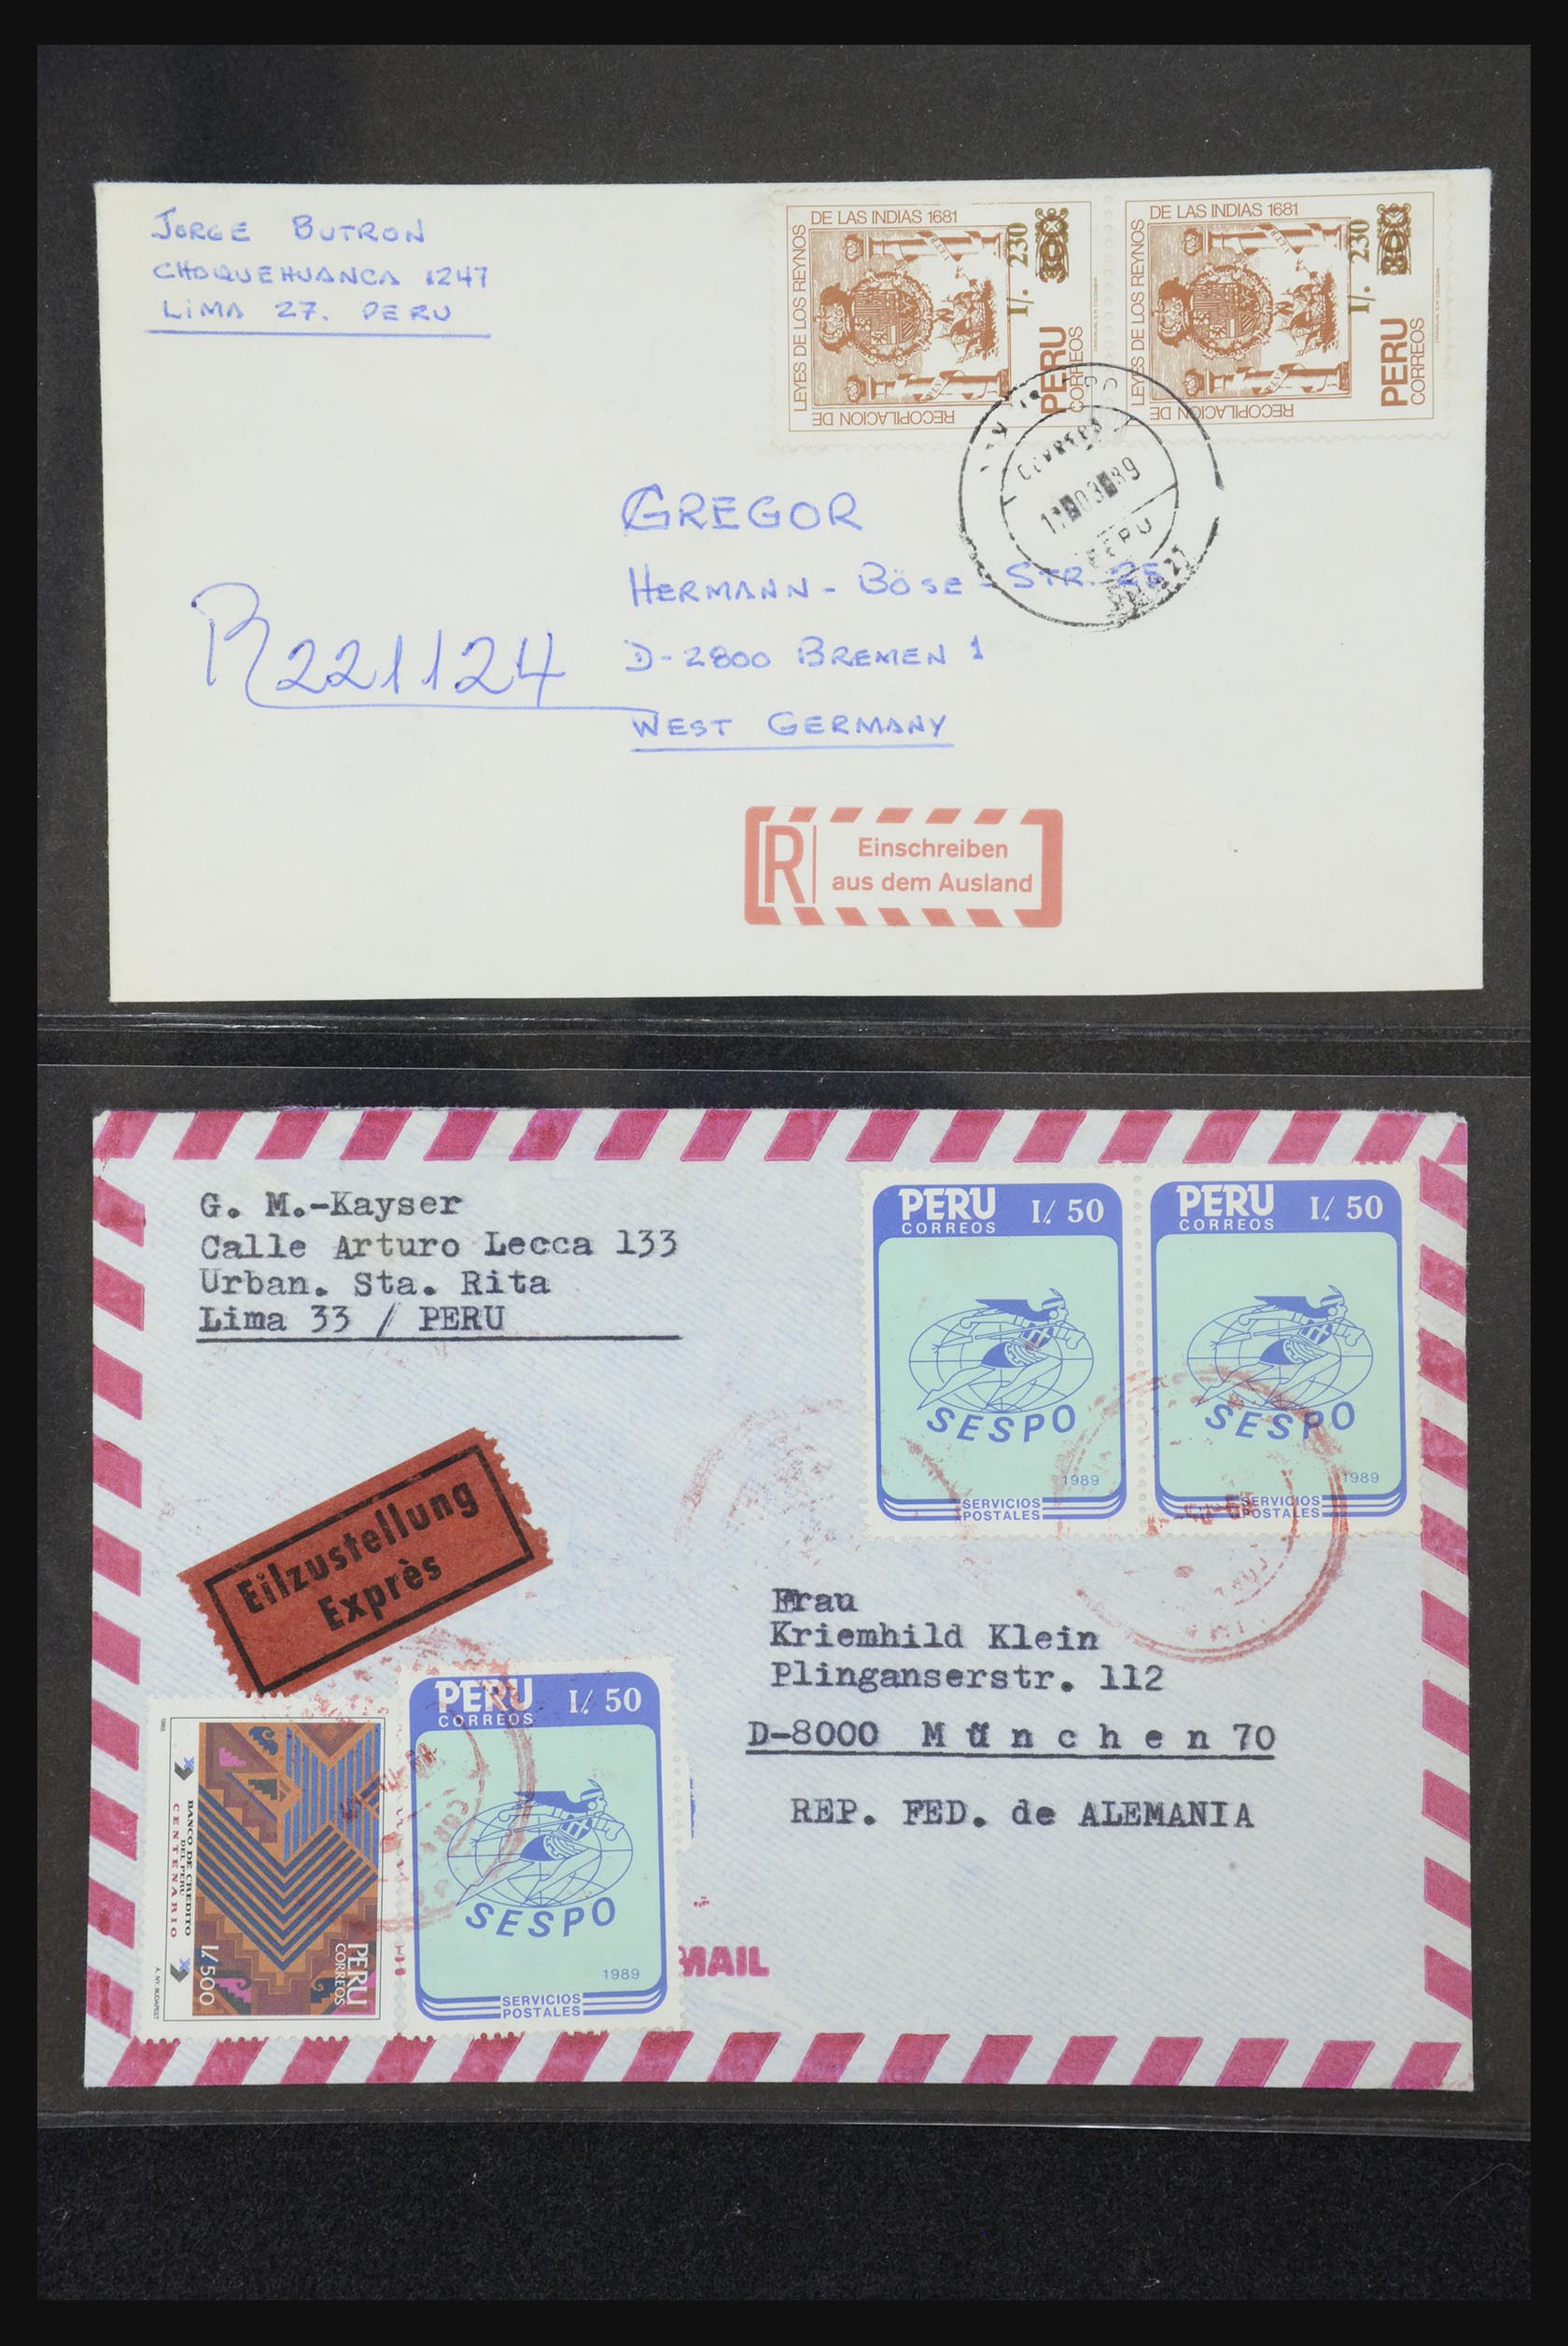 JORGE BUTRON
CHOQUEHUANCA 1247
LIMA 27. PERU
DE LAS INDIAS 1681
LEYES DE LOS REYNOS
RECOPILACION DE
I/. 230
300
PERU
CORREOS
DE LAS INDIAS 1681
LEYES DE LOS REYNOS
RECOPILACION DE
I/. 230
300
PERU
CORREOS
CORREOS
03 89
PERU
GREGOR
HERMANN - BÖSE - STR. 25
D-2800 BREMEN 1
WEST GERMANY
R221124
R Einschreiben
aus dem Ausland
G. M.-Kayser
Calle Arturo Lecca 133
Urban. Sta. Rita
Lima 33 / PERU
PERU I/. 50
CORREOS
SESPO
1989
SERVICIOS
POSTALES
PERU I/. 50
CORREOS
SESPO
1989
SERVICIOS
POSTALES
Eilzustellung
Exprès
Frau
Kriemhild Klein
Plinganserstr. 112
D-8000 M ü n c h e n 70
REP. FED. de ALEMANIA
BANCO DE CREDITO
DEL PERU
CENTENARIO
PERU
CORREOS
I/. 500
PERU I/. 50
CORREOS
SESPO
1989
SERVICIOS
POSTALES
MAIL